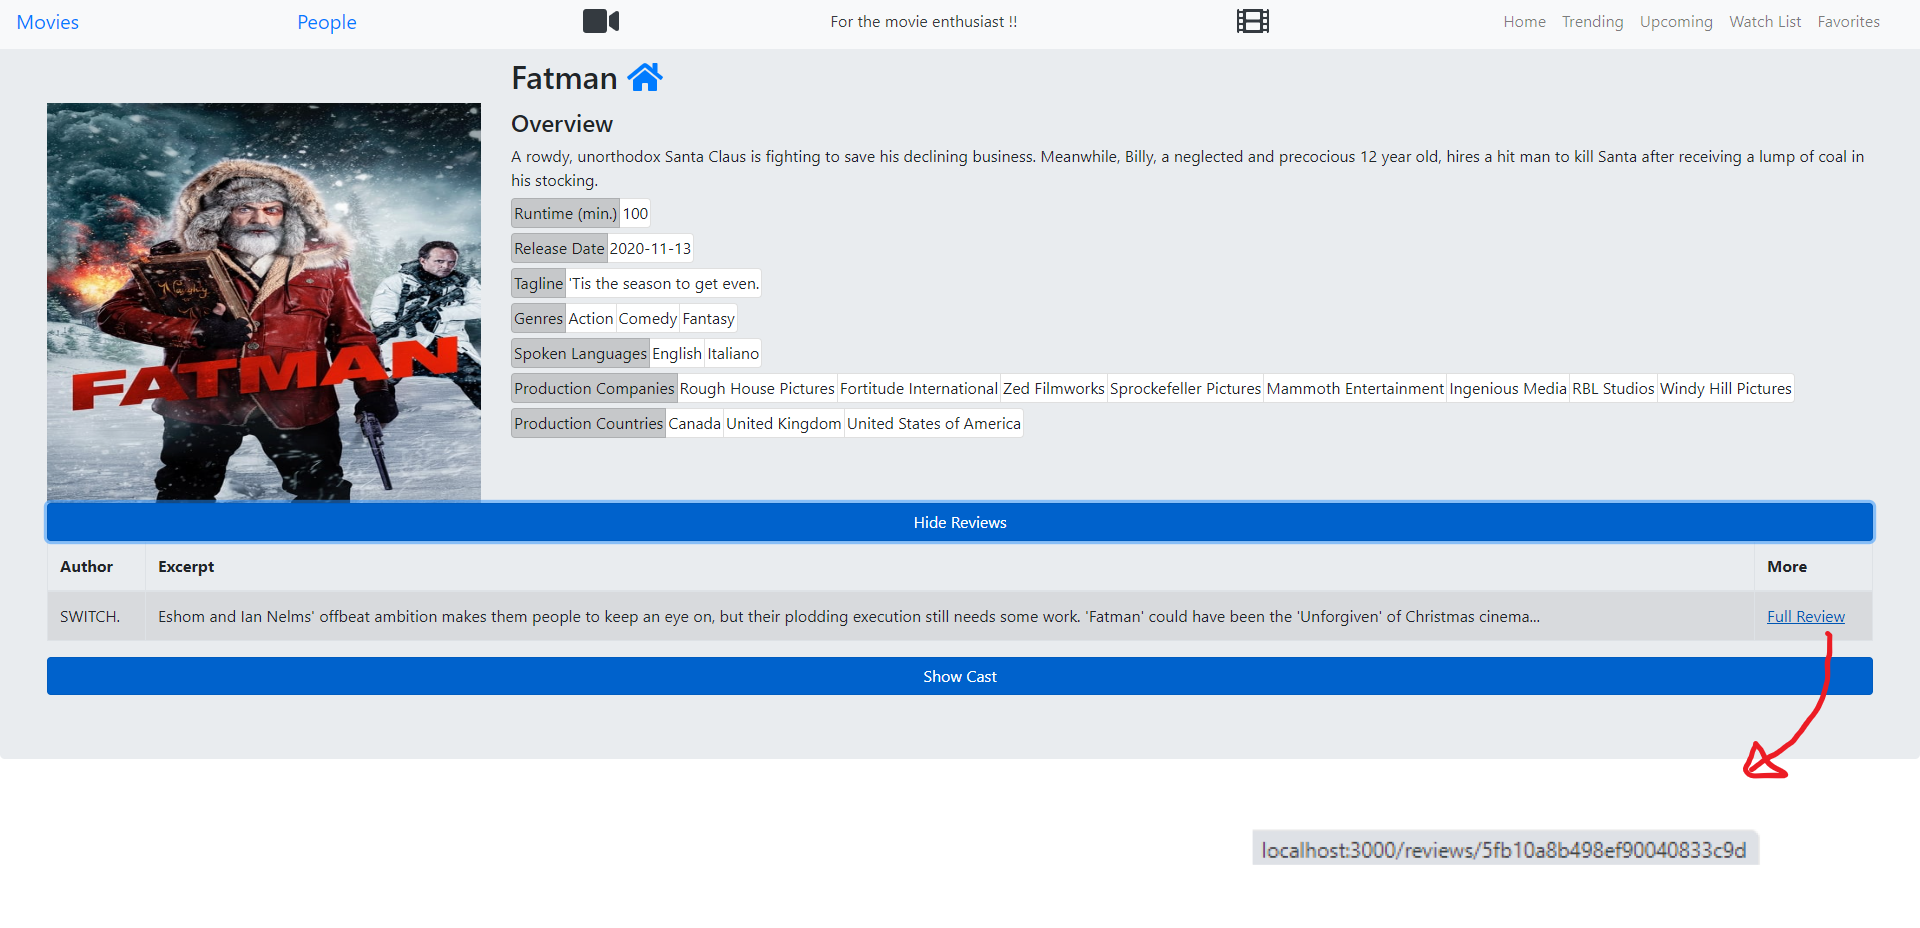 Movies People For the movie enthusiast !! Home Trending Upcoming Watch List Favorites
Fatman
Overview
A rowdy, unorthodox Santa Claus is fighting to save his declining business. Meanwhile, Billy, a neglected and precocious 12 year old, hires a hit man to kill Santa after receiving a lump of coal in
his stocking.
Runtime (min.) 100
Release Date 2020-11-13
Tagline 'Tis the season to get even.
Genres Action Comedy Fantasy
Spoken Languages English Italiano
Production Companies Rough House Pictures Fortitude International Zed Filmworks Sprockefeller Pictures Mammoth Entertainment Ingenious Media RBL Studios Windy Hill Pictures
Production Countries Canada United Kingdom United States of America
Naughty
FATMAN
Hide Reviews
Author Excerpt More
SWITCH. Eshom and Ian Nelms' offbeat ambition makes them people to keep an eye on, but their plodding execution still needs some work. 'Fatman' could have been the 'Unforgiven' of Christmas cinema... Full Review
Show Cast
localhost:3000/reviews/5fb10a8b498ef90040833c9d